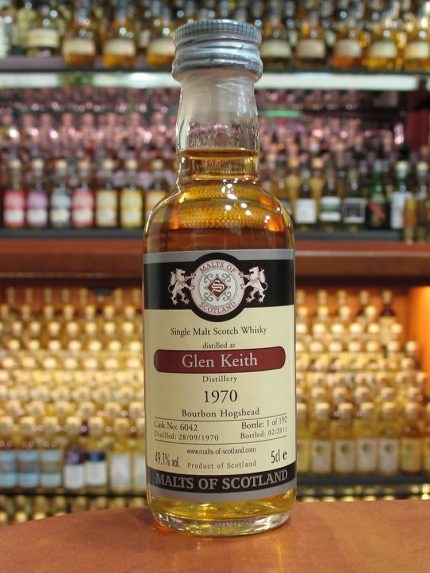 MALTS OF
S
SCOTLAND
Single Malt Scotch Whisky
distilled at
Glen Keith
Distillery
1970
Bourbon Hogshead
Cask No: 6042 Bottle: 1 of 192
Distilled: 28/09/1970 Bottled: 02/2011
www.malts-of-scotland.com
49.1% vol. Product of Scotland 5cl e
MALTS OF SCOTLAND